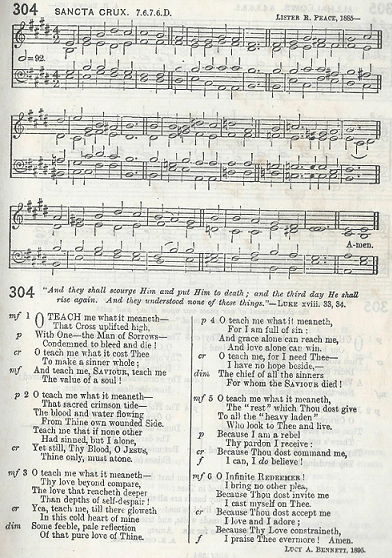 304 SANCTA CRUX. 7.6.7.6.D. LISTER R. PEACE, 1885—
=92.
A-men.
304 "And they shall scourge Him and put Him to death; and the third day He shall
rise again. And they understood none of these things."—LUKE xviii. 33, 34.
mf 1 O TEACH me what it meaneth—
That Cross uplifted high,
p With One—the Man of Sorrows—
Condemned to bleed and die!
cr O teach me what it cost Thee
To make a sinner whole;
mf And teach me, SAVIOUR, teach me
The value of a soul!
p 2 O teach me what it meaneth—
That sacred crimson tide—
The blood and water flowing
From Thine own wounded Side.
Teach me that if none other
Had sinned, but I alone,
cr Yet still, Thy Blood, O JESUS,
Thine only, must atone.
mf 3 O teach me what it meaneth—
Thy love beyond compare,
The love that reacheth deeper
Than depths of self-despair!
cr Yea, teach me, till there gloweth
In this cold heart of mine
dim Some feeble, pale reflection
Of that pure love of Thine.
p 4 O teach me what it meaneth,
For I am full of sin;
And grace alone can reach me,
And love alone can win.
cr O teach me, for I need Thee—
I have no hope beside,—
dim The chief of all the sinners
For whom the SAVIOUR died!
mf 5 O teach me what it meaneth,
The "rest" which Thou dost give
To all the "heavy laden"
Who look to Thee and live.
p Because I am a rebel
Thy pardon I receive;
cr Because Thou dost command me,
f I can, I do believe!
mf 6 O Infinite REDEEMER!
I bring no other plea,
Because Thou dost invite me
I cast myself on Thee.
cr Because Thou dost accept me
I love and I adore;
Because Thy Love constraineth,
f I praise Thee evermore! Amen.
LUCY A. BENNETT, 1895.